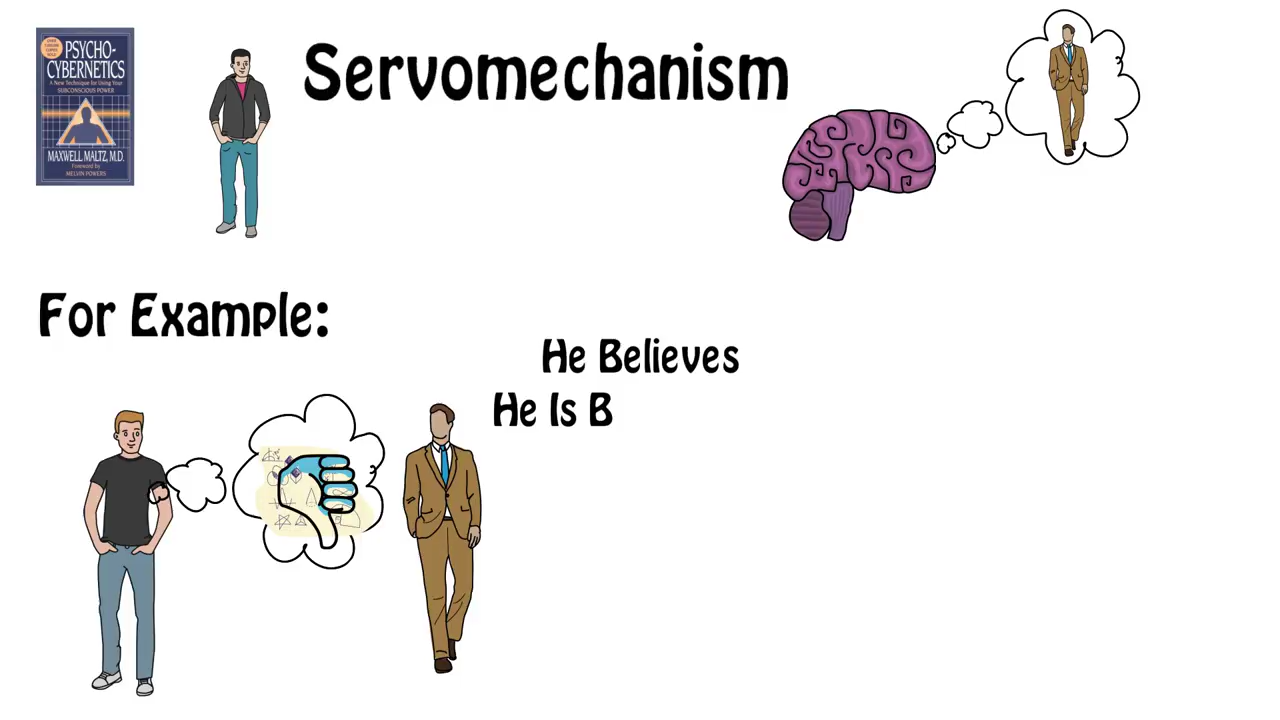 PSYCHO-
CYBERNETICS
A New Technique for Using Your
SUBCONSCIOUS POWER
MAXWELL MALTZ, M.D.
Foreword by
MELVIN POWERS
Servomechanism
For Example:
He Believes
He Is B